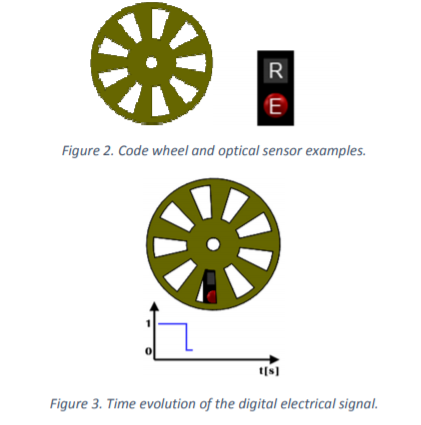 R
E
Figure 2. Code wheel and optical sensor examples.
1
0
t[s]
Figure 3. Time evolution of the digital electrical signal.